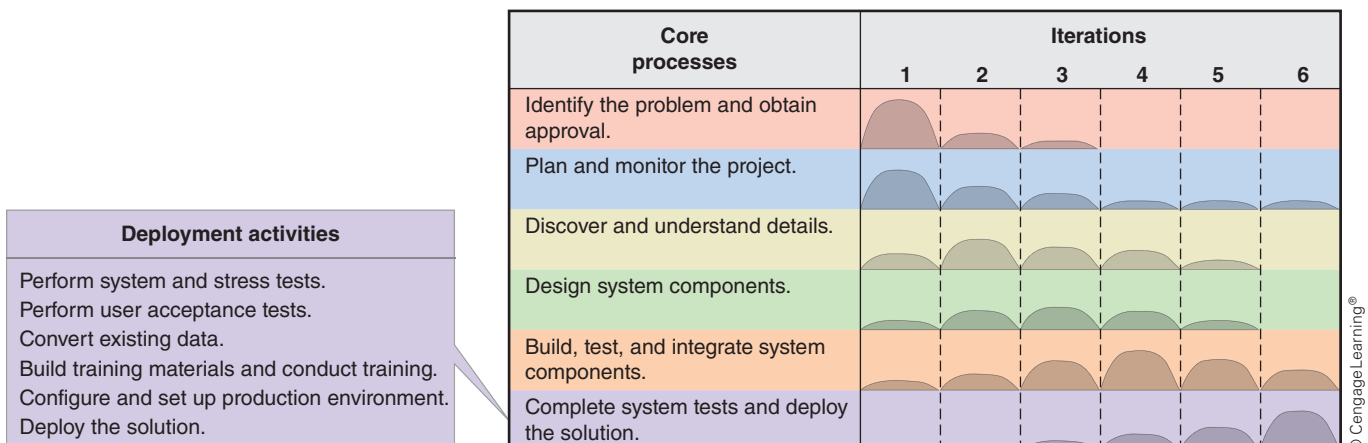 Core
processes
Iterations
1 2 3 4 5 6
Identify the problem and obtain
approval.
Plan and monitor the project.
Discover and understand details.
Design system components.
Build, test, and integrate system
components.
Complete system tests and deploy
the solution.
Deployment activities
Perform system and stress tests.
Perform user acceptance tests.
Convert existing data.
Build training materials and conduct training.
Configure and set up production environment.
Deploy the solution.
© CengageLearning®